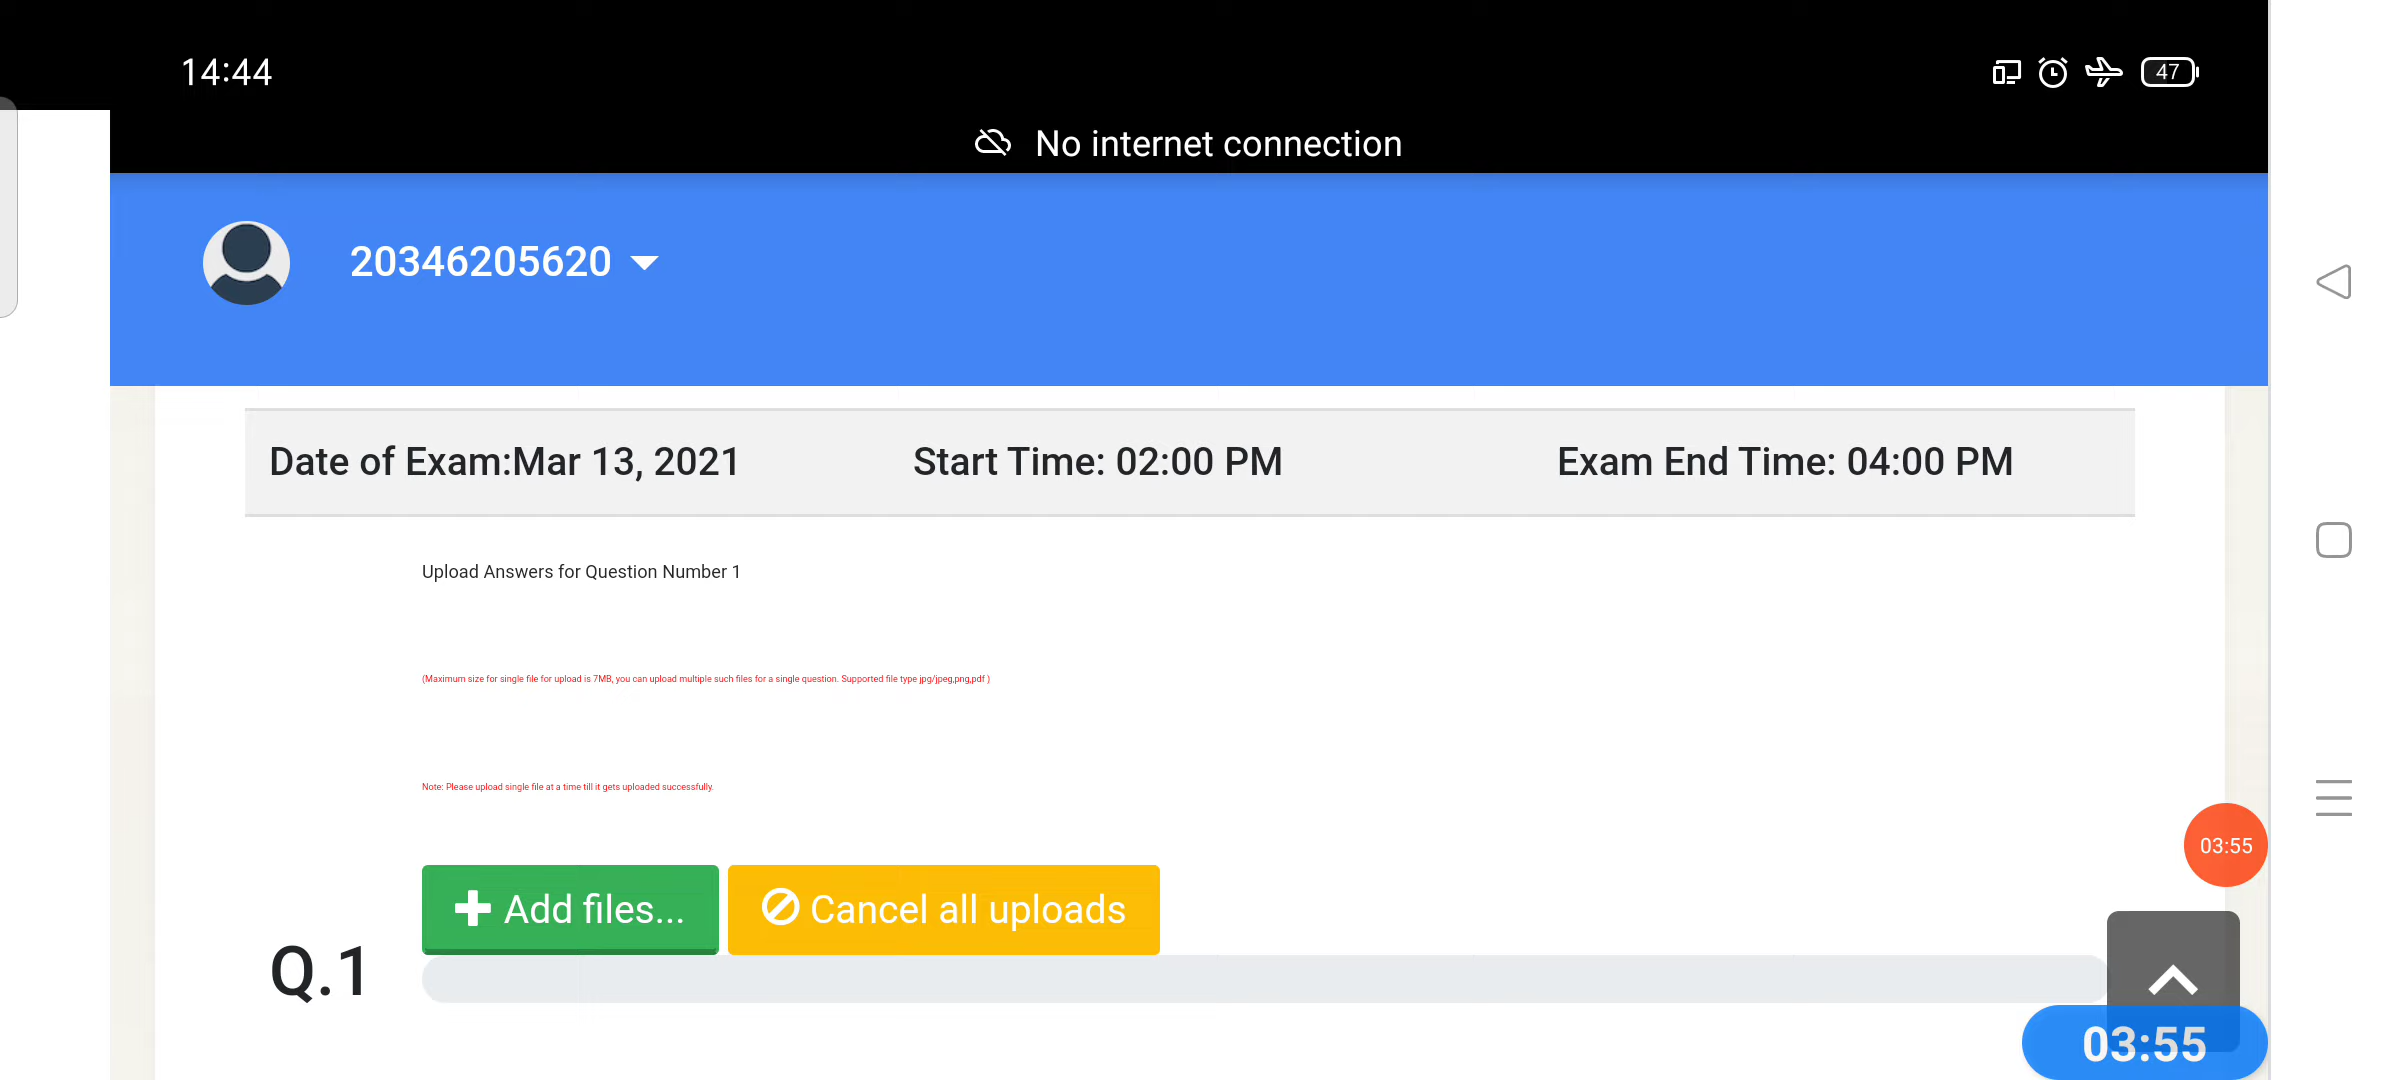 14:44
47
No internet connection
20346205620
Date of Exam:Mar 13, 2021 Start Time: 02:00 PM Exam End Time: 04:00 PM
Upload Answers for Question Number 1
(Maximum size for single file for upload is 7MB, you can upload multiple such files for a single question. Supported file type jpg/jpeg,png,pdf )
Note: Please upload single file at a time till it gets uploaded successfully.
03:55
Add files... Cancel all uploads
Q.1
03:55